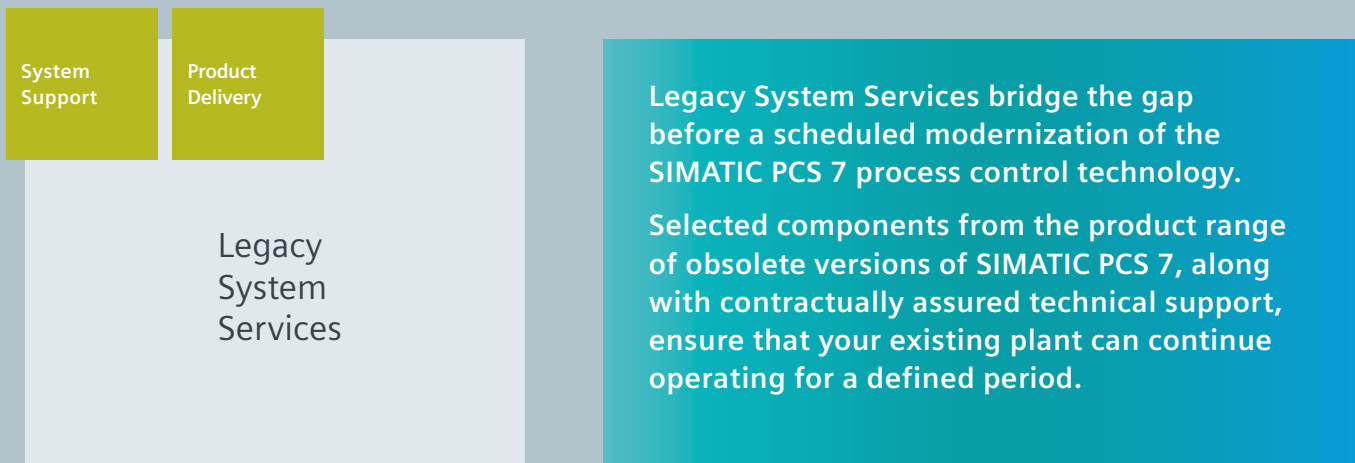 System
Support
Product
Delivery
Legacy
System
Services
Legacy System Services bridge the gap
before a scheduled modernization of the
SIMATIC PCS 7 process control technology.
Selected components from the product range
of obsolete versions of SIMATIC PCS 7, along
with contractually assured technical support,
ensure that your existing plant can continue
operating for a defined period.